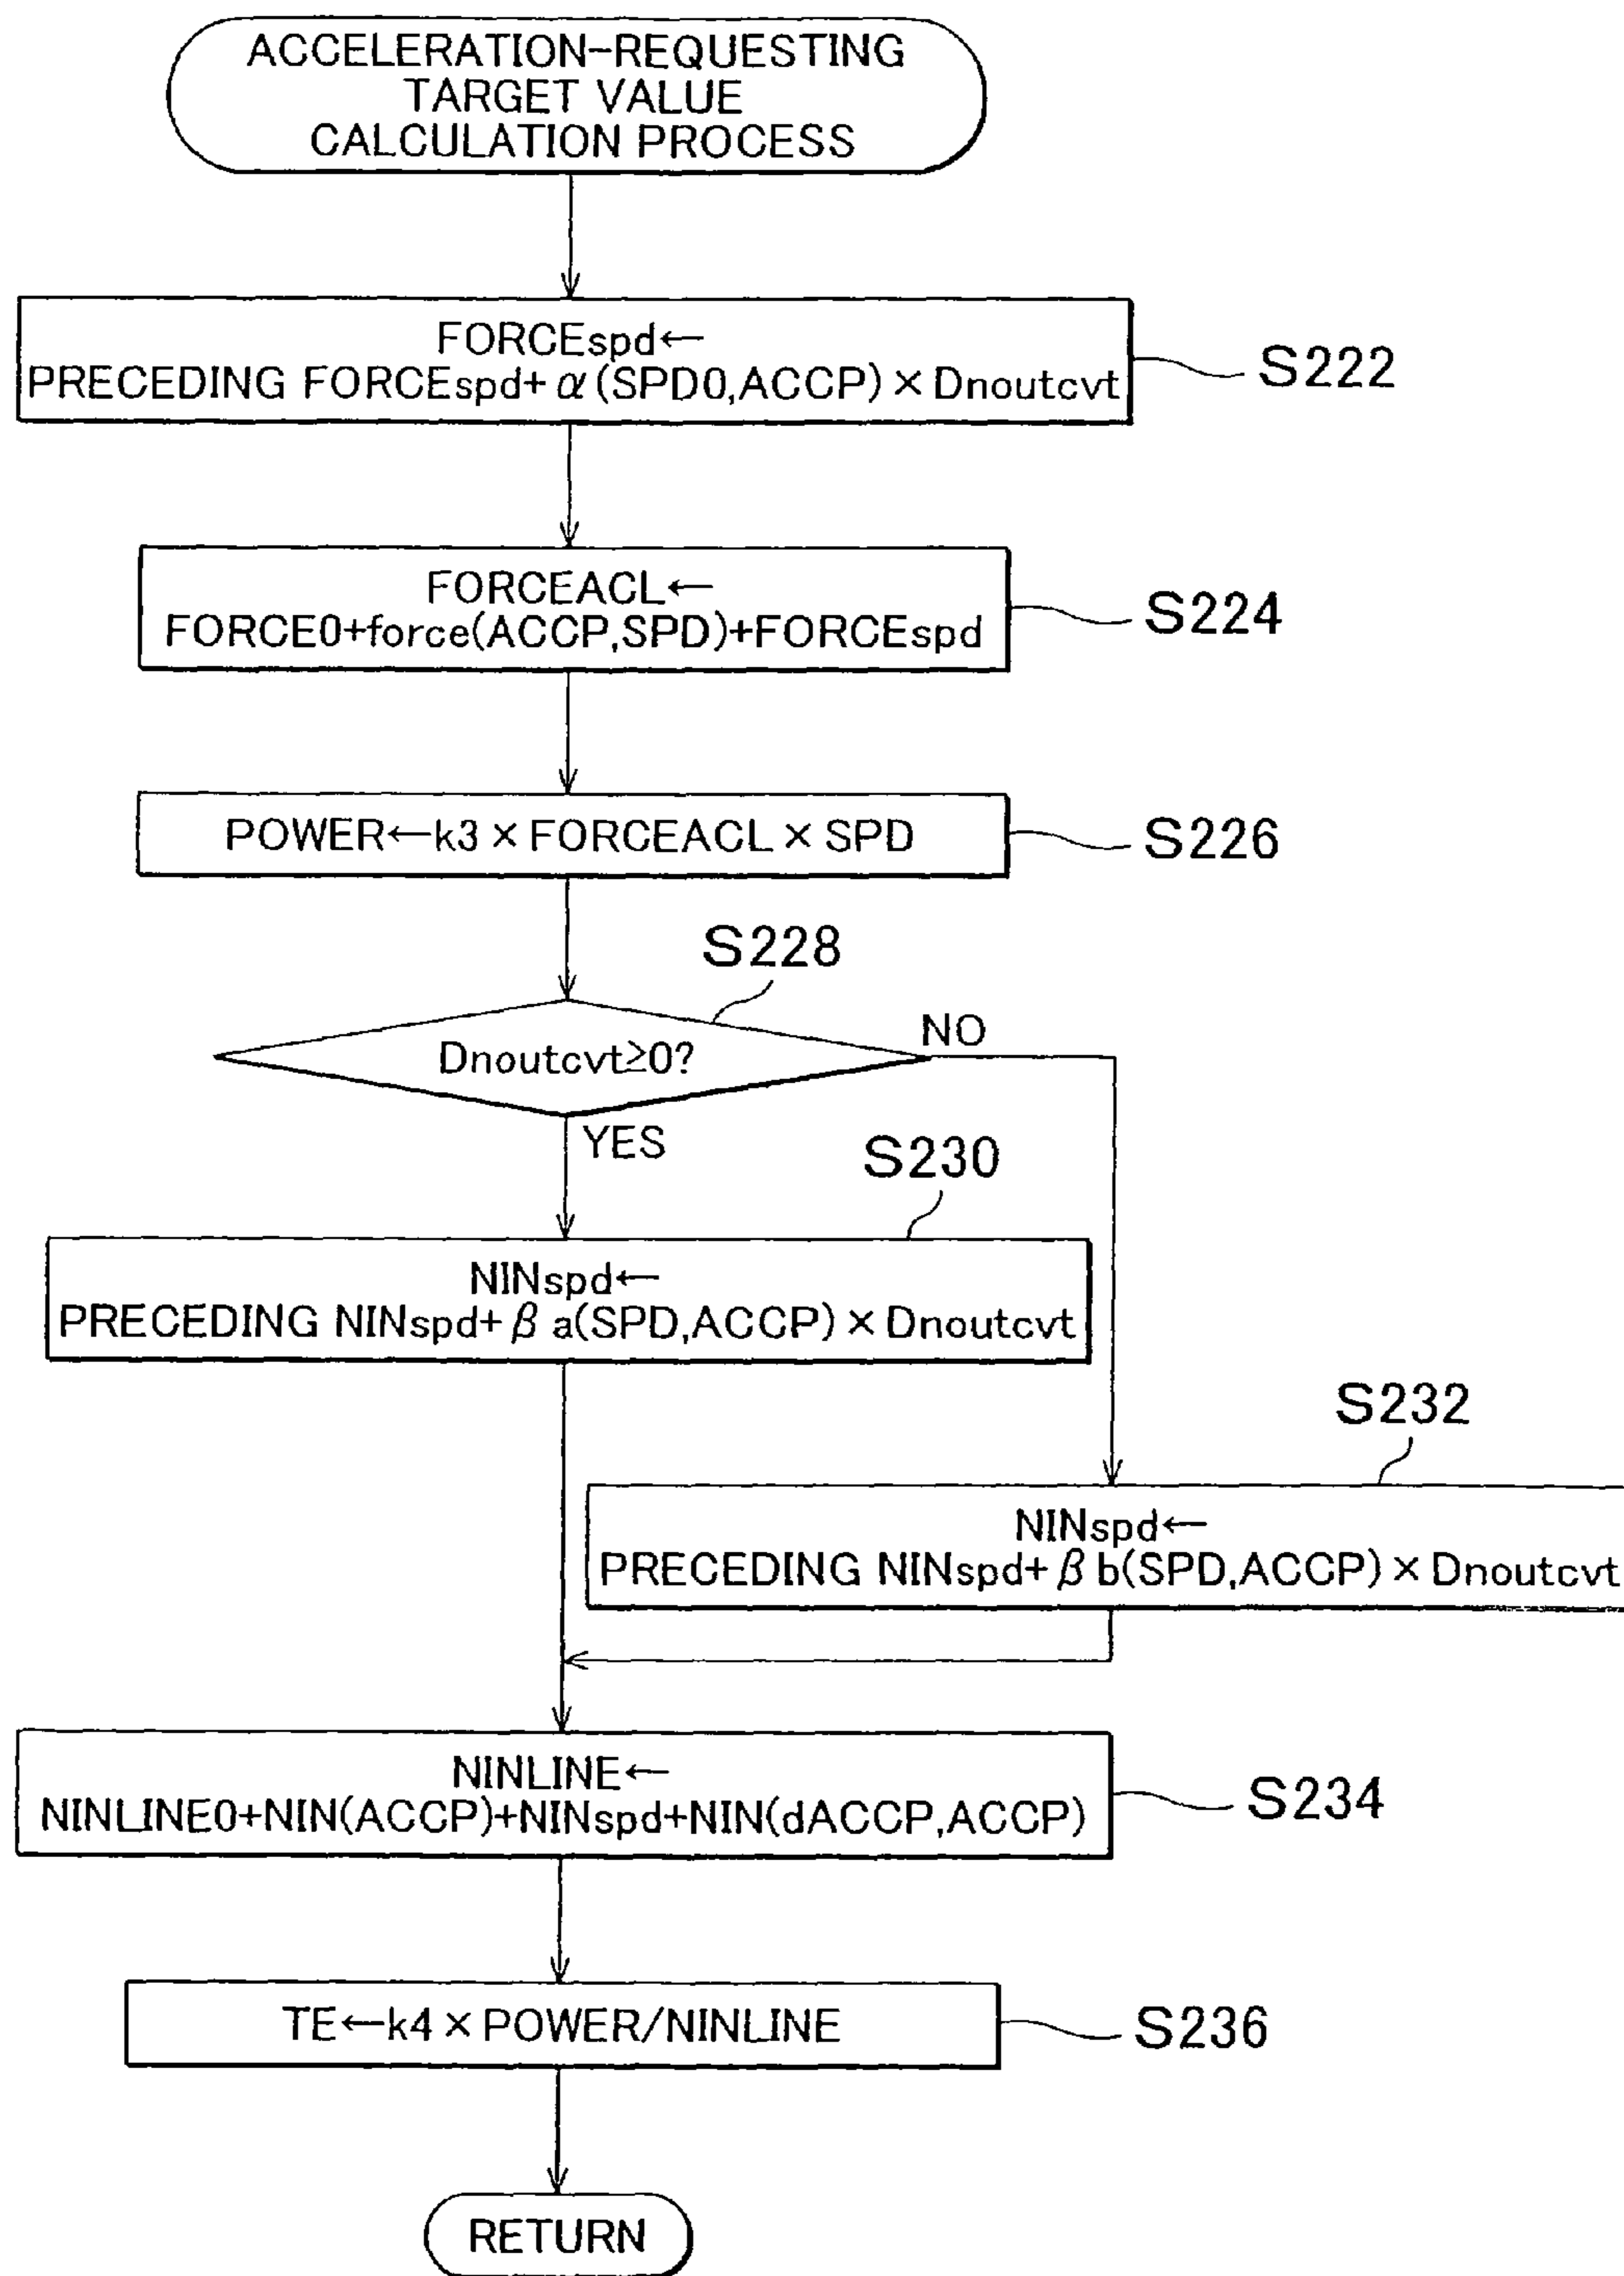 ACCELERATION-REQUESTING
TARGET VALUE
CALCULATION PROCESS
FORCEspd←
PRECEDING FORCEspd+α(SPD0,ACCP)×Dnoutcvt
S222
FORCEACL←
FORCE0+force(ACCP,SPD)+FORCEspd
S224
POWER←k3×FORCEACL×SPD
S226
S228
Dnoutcvt≥0?
NO
YES
S230
NINspd←
PRECEDING NINspd+β a(SPD,ACCP)×Dnoutcvt
S232
NINspd←
PRECEDING NINspd+β b(SPD,ACCP)×Dnoutcvt
NINLINE←
NINLINE0+NIN(ACCP)+NINspd+NIN(dACCP,ACCP)
S234
TE←k4×POWER/NINLINE
S236
RETURN